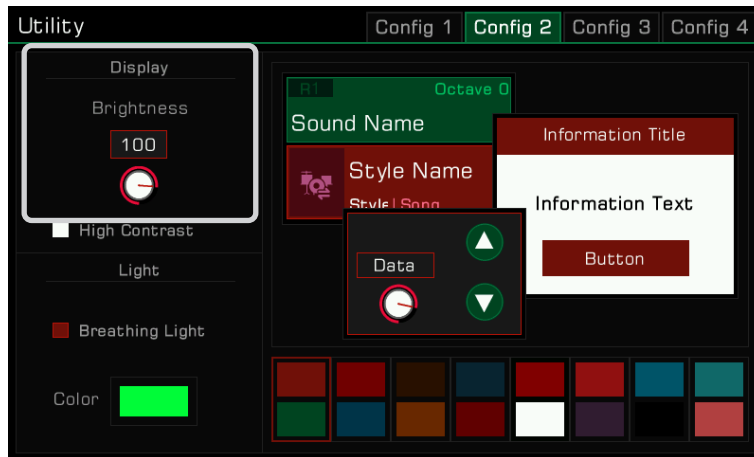 Utility
Config 1
Config 2
Config 3
Config 4
Display
Brightness
100
High Contrast
Light
Breathing Light
Color
R1
Octave 0
Sound Name
Style Name
Style | Song
Information Title
Information Text
Button
Data